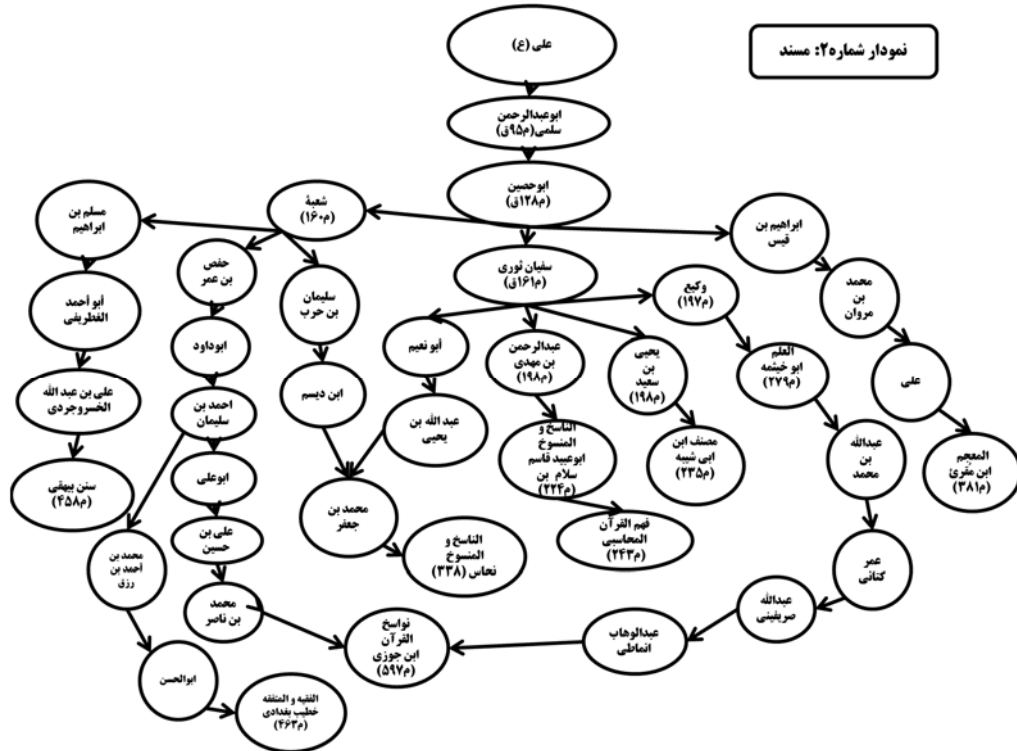 نمودار شماره۲: مسند
علی (ع)
ابوعبدالرحمن
سلمی(م۹۵ق)
ابوحصین
(م۱۲۸ق)
شعبة
(م۱۶۰)
مسلم بن
ابراهیم
ابراهیم بن
قیس
حفص
بن عمر
سلیمان
بن حرب
سفیان ثوری
(م۱۶۱ق)
وکیع
(م۱۹۷)
محمد
بن
مروان
أبو أحمد
الغطریفی
ابوداود
أبو نعیم
عبدالرحمن
بن مهدی
(م۱۹۸)
یحیی
بن
سعید
(م۱۹۸)
العلم
ابو خیثمه
(م۲۷۹)
علی
علی بن عبد الله
الخسروجردی
احمد بن
سلیمان
ابن دیسم
عبد الله بن
یحیی
الناسخ و
المنسوخ
ابوعبید قاسم
بن سلام
(م۲۲۴)
مصنف ابن
ابی شیبه
(م۲۳۵)
عبدالله
بن
محمد
المعجم
ابن مقرئ
(م۳۸۱)
سنن بیهقی
(م۴۵۸)
ابوعلی
محمد بن
جعفر
فهم القرآن
المحاسبی
(م۲۴۳)
محمد بن
أحمد بن
رزق
علی بن
حسین
الناسخ و
المنسوخ
نحاس (۳۳۸)
عمر
کتانی
محمد
بن ناصر
نواسخ
القرآن
ابن جوزی
(م۵۹۷)
عبدالوهاب
انماطی
عبدالله
صریفینی
ابوالحسن
الفقیه و المتفقه
خطیب بغدادی
(م۴۶۳)